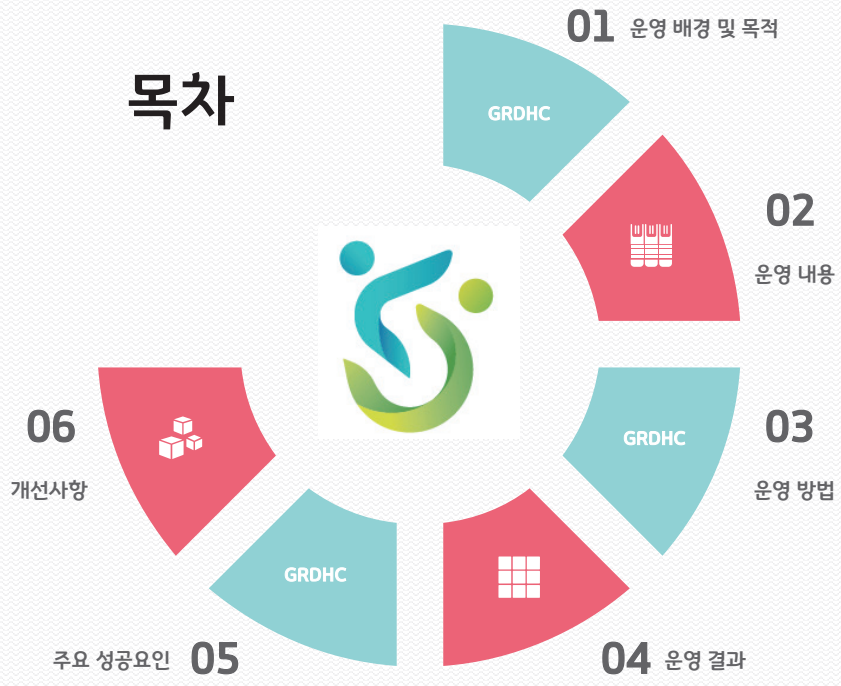 목차
01 운영 배경 및 목적
GRDHC
02
운영 내용
03
운영 방법
GRDHC
04 운영 결과
주요 성공요인 05
GRDHC
06
개선사항